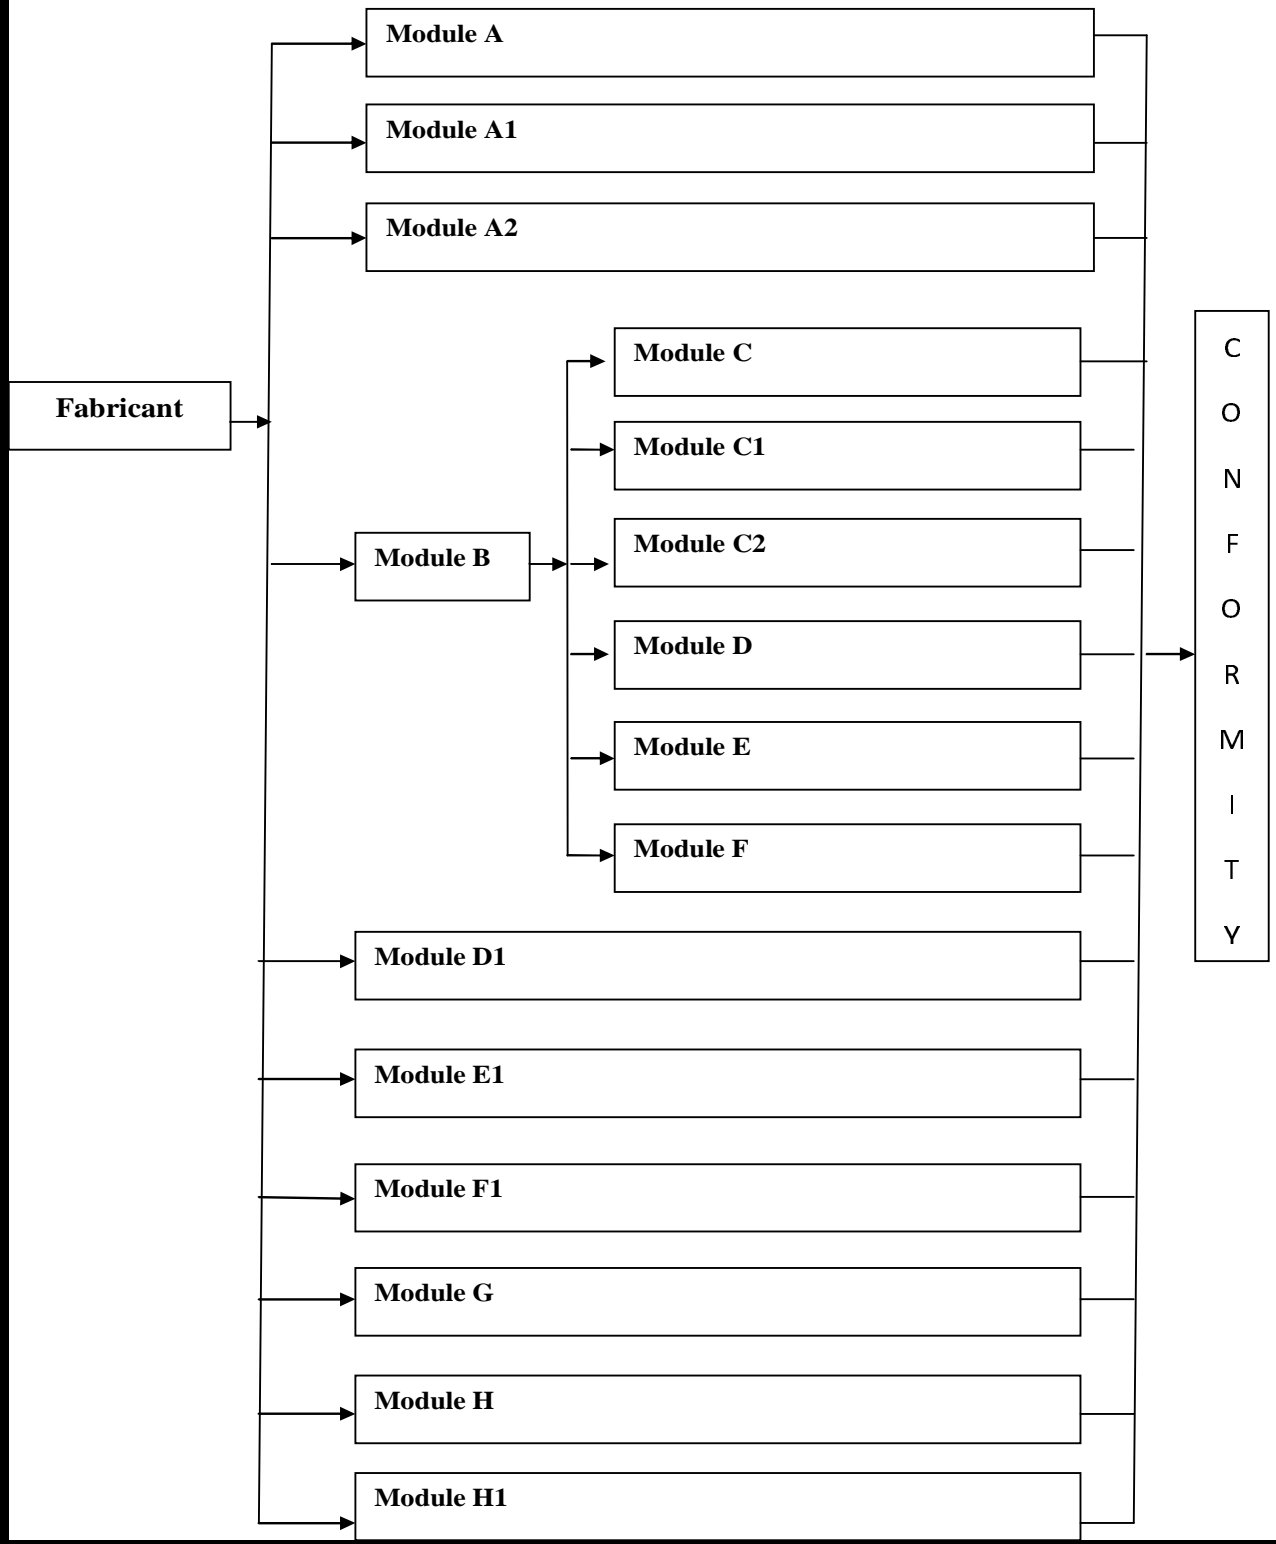 Module A
Module A1
Module A2
Module C
Fabricant
Module C1
Module B
Module C2
Module D
Module E
Module F
Module D1
Module E1
Module F1
Module G
Module H
Module H1
C
O
N
F
O
R
M
I
T
Y